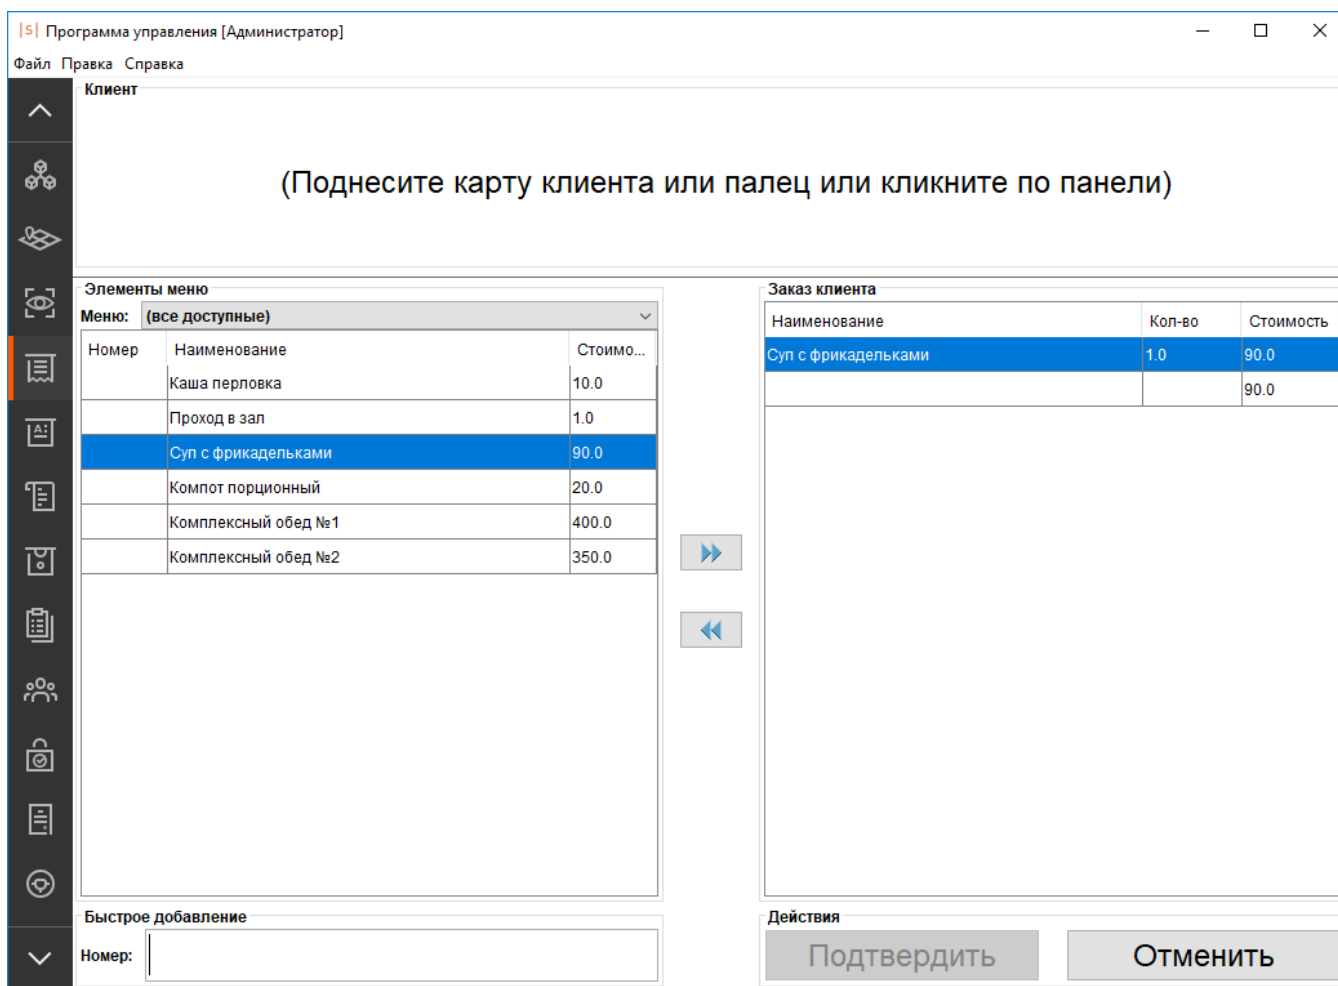 |S| Программа управления [Администратор]
Файл Правка Справка
Клиент
(Поднесите карту клиента или палец или кликните по панели)
Элементы меню
Меню: (все доступные)
Номер Наименование Стоимо...
Каша перловка 10.0
Проход в зал 1.0
Суп с фрикадельками 90.0
Компот порционный 20.0
Комплексный обед №1 400.0
Комплексный обед №2 350.0
Заказ клиента
Наименование Кол-во Стоимость
Суп с фрикадельками 1.0 90.0
90.0
Быстрое добавление
Номер:
Действия
Подтвердить Отменить